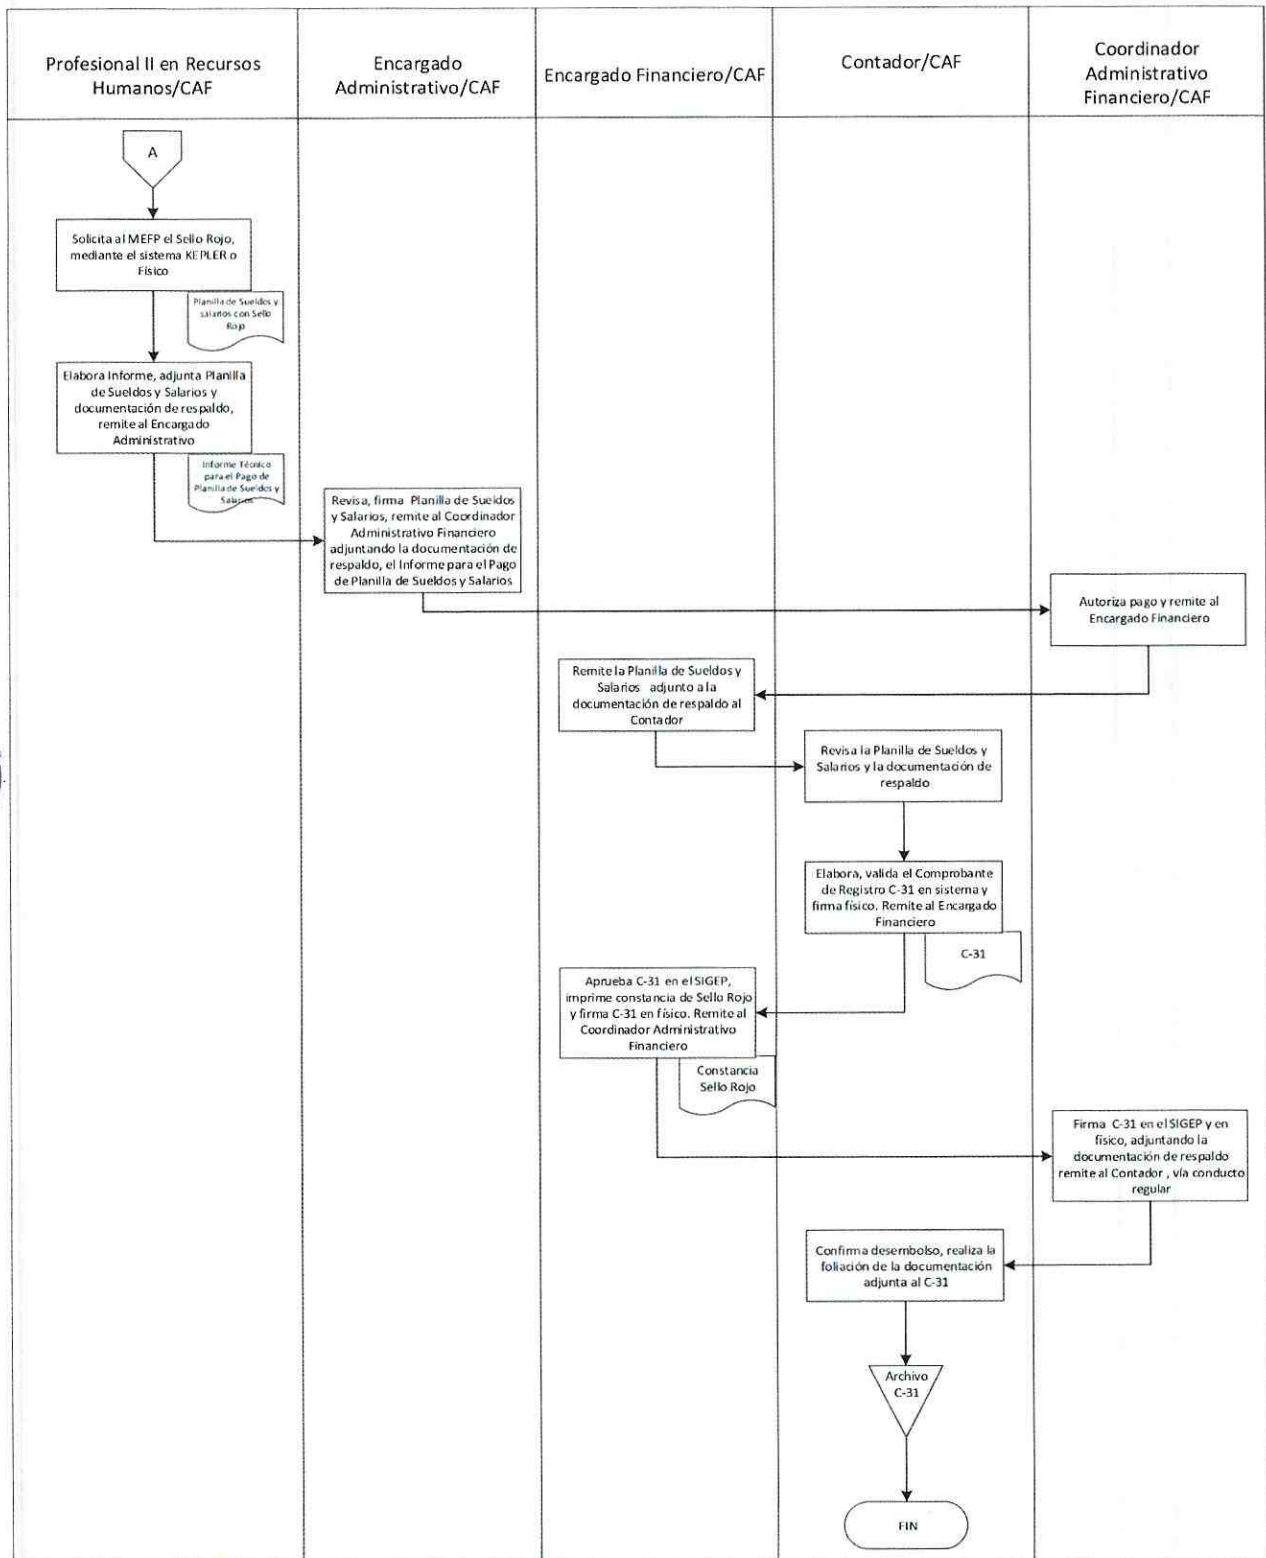 Profesional II en Recursos
Humanos/CAF
Encargado
Administrativo/CAF
Encargado Financiero/CAF
Contador/CAF
Coordinador
Administrativo
Financiero/CAF
A
Solicita al MEFP el Sello Rojo,
mediante el sistema KEPLER o
Físico
Planilla de Sueldos y
salarios con Sello
Rojo
Elabora Informe, adjunta Planilla
de Sueldos y Salarios y
documentación de respaldo,
remite al Encargado
Administrativo
Informe Técnico
para el Pago de
Planilla de Sueldos y
Salarios
Revisa, firma Planilla de Sueldos
y Salarios, remite al Coordinador
Administrativo Financiero
adjuntando la documentación de
respaldo, el Informe para el Pago
de Planilla de Sueldos y Salarios
Autoriza pago y remite al
Encargado Financiero
Remite la Planilla de Sueldos y
Salarios adjunto a la
documentación de respaldo al
Contador
Revisa la Planilla de Sueldos y
Salarios y la documentación de
respaldo
Elabora, valida el Comprobante
de Registro C-31 en sistema y
firma físico. Remite al Encargado
Financiero
C-31
Aprueba C-31 en el SIGEP,
imprime constancia de Sello Rojo
y firma C-31 en físico. Remite al
Coordinador Administrativo
Financiero
Constancia
Sello Rojo
Firma C-31 en el SIGEP y en
físico, adjuntando la
documentación de respaldo
remite al Contador , vía conducto
regular
Confirma desembolso, realiza la
foliación de la documentación
adjunta al C-31
Archivo
C-31
FIN